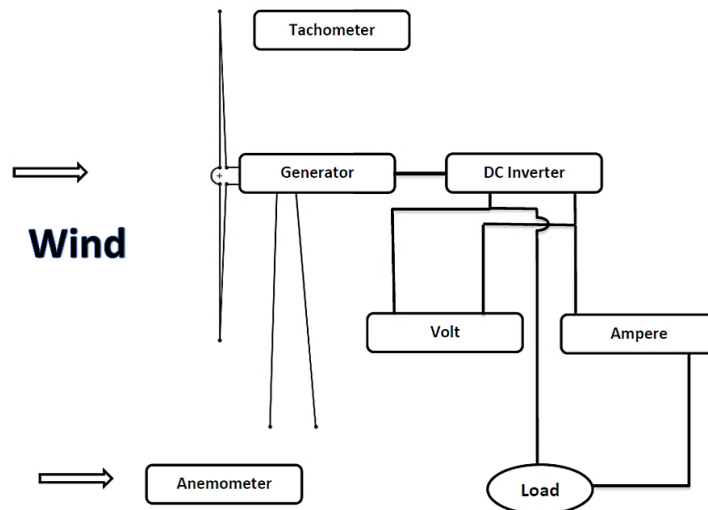 Tachometer
Generator
DC Inverter
Wind
Volt
Ampere
Anemometer
Load